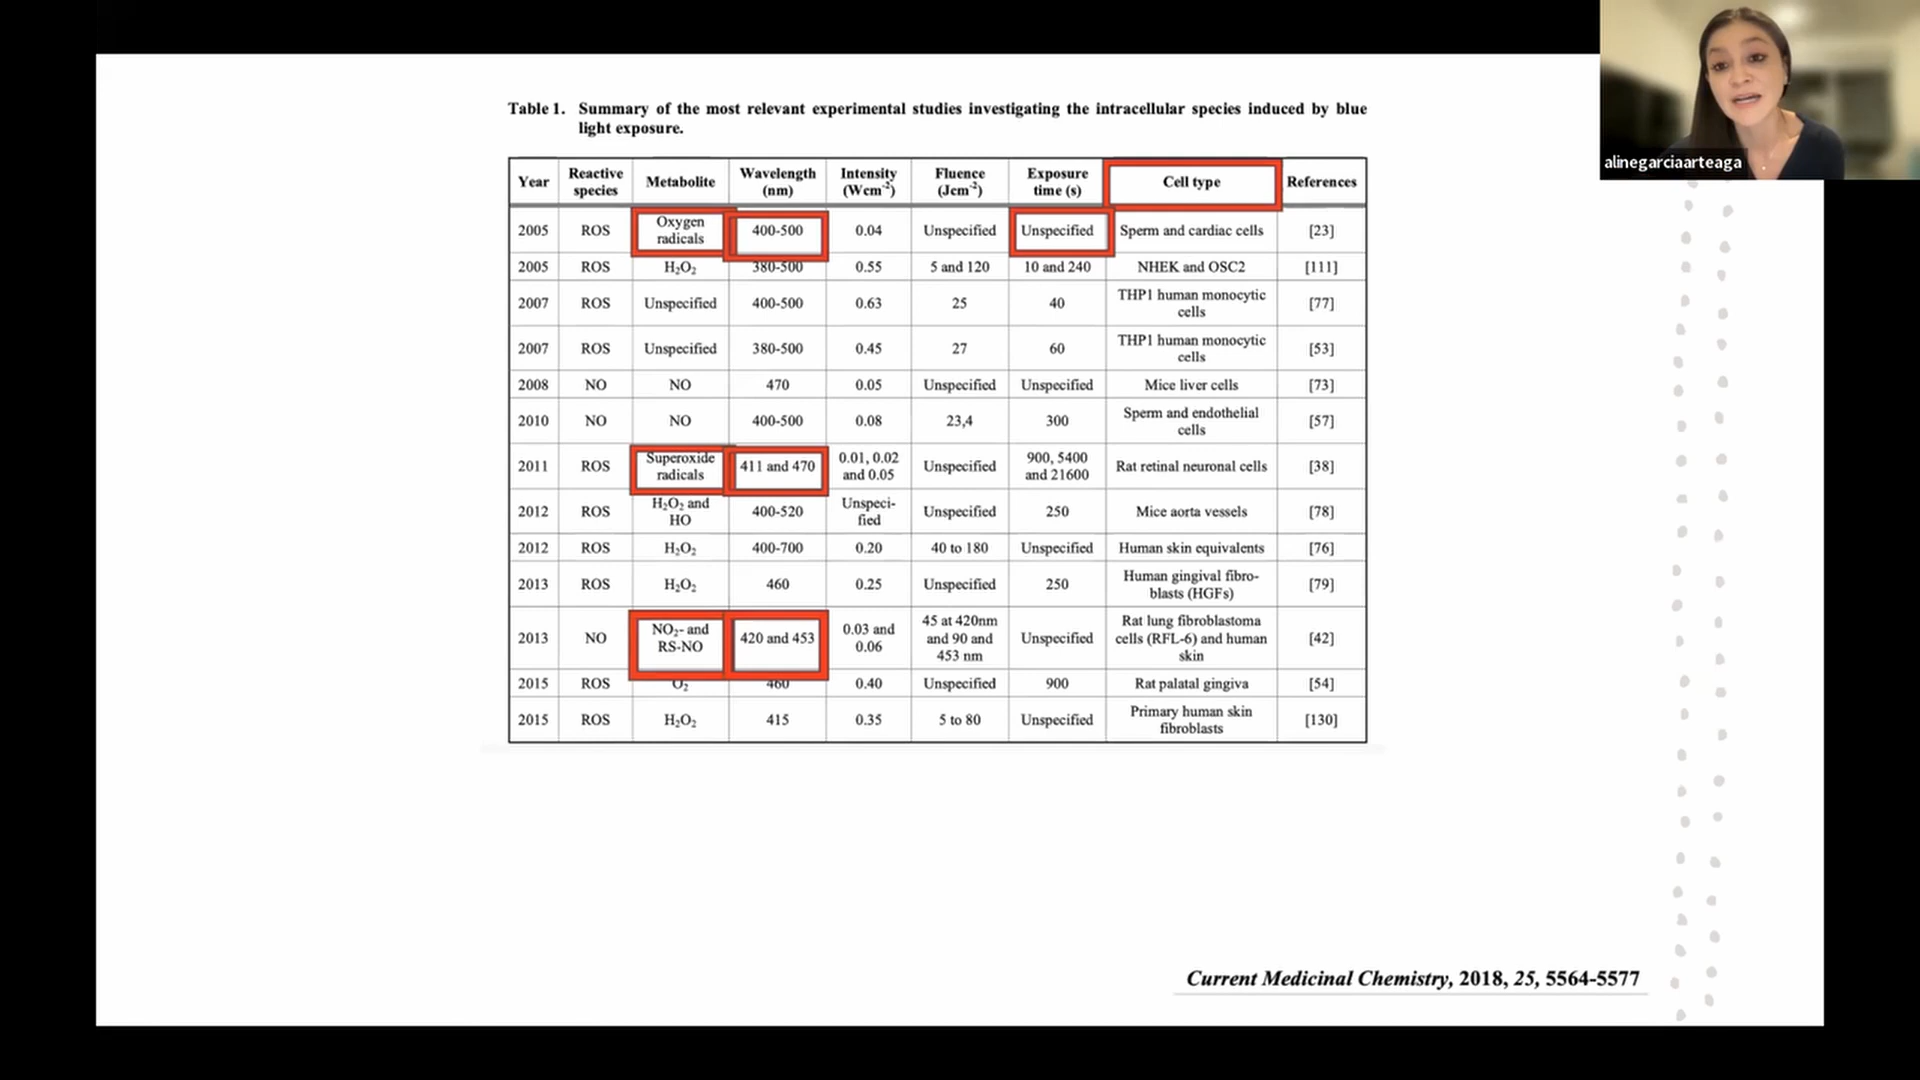 alinegarciaarteaga
Table 1. Summary of the most relevant experimental studies investigating the intracellular species induced by blue
light exposure.
Year Reactive species Metabolite Wavelength (nm) Intensity (Wcm⁻²) Fluence (Jcm⁻²) Exposure time (s) Cell type References
2005 ROS Oxygen radicals 400-500 0.04 Unspecified Unspecified Sperm and cardiac cells [23]
2005 ROS H₂O₂ 380-500 0.55 5 and 120 10 and 240 NHEK and OSC2 [111]
2007 ROS Unspecified 400-500 0.63 25 40 THP1 human monocytic cells [77]
2007 ROS Unspecified 380-500 0.45 27 60 THP1 human monocytic cells [53]
2008 NO NO 470 0.05 Unspecified Unspecified Mice liver cells [73]
2010 NO NO 400-500 0.08 23,4 300 Sperm and endothelial cells [57]
2011 ROS Superoxide radicals 411 and 470 0.01, 0.02 and 0.05 Unspecified 900, 5400 and 21600 Rat retinal neuronal cells [38]
2012 ROS H₂O₂ and HO 400-520 Unspeci-fied Unspecified 250 Mice aorta vessels [78]
2012 ROS H₂O₂ 400-700 0.20 40 to 180 Unspecified Human skin equivalents [76]
2013 ROS H₂O₂ 460 0.25 Unspecified 250 Human gingival fibro-blasts (HGFs) [79]
2013 NO NO₂- and RS-NO 420 and 453 0.03 and 0.06 45 at 420nm and 90 and 453 nm Unspecified Rat lung fibroblastoma cells (RFL-6) and human skin [42]
2015 ROS O₂ 460 0.40 Unspecified 900 Rat palatal gingiva [54]
2015 ROS H₂O₂ 415 0.35 5 to 80 Unspecified Primary human skin fibroblasts [130]
Current Medicinal Chemistry, 2018, 25, 5564-5577